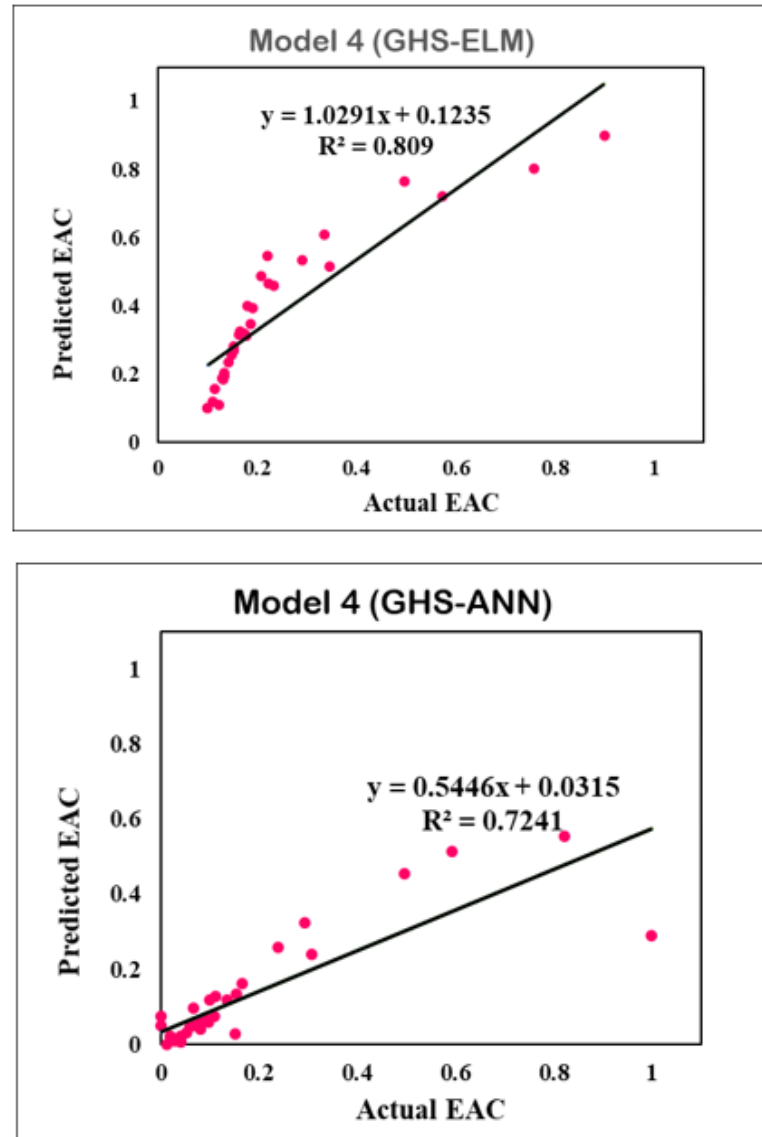 Model 4 (GHS-ELM)
y = 1.0291x + 0.1235
R² = 0.809
1
0.8
0.6
0.4
0.2
0
0 0.2 0.4 0.6 0.8 1
Predicted EAC
Actual EAC
Model 4 (GHS-ANN)
y = 0.5446x + 0.0315
R² = 0.7241
1
0.8
0.6
0.4
0.2
0
0 0.2 0.4 0.6 0.8 1
Predicted EAC
Actual EAC